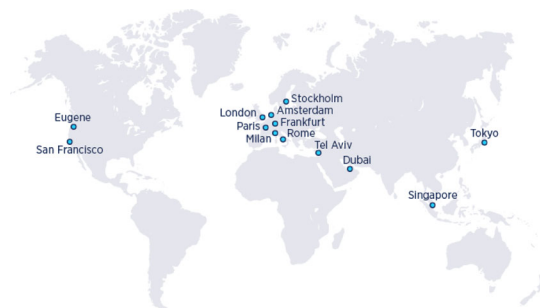 Stockholm
London
Amsterdam
Eugene
Frankfurt
Paris
Rome
Milan
Tokyo
San Francisco
Tel Aviv
Dubai
Singapore